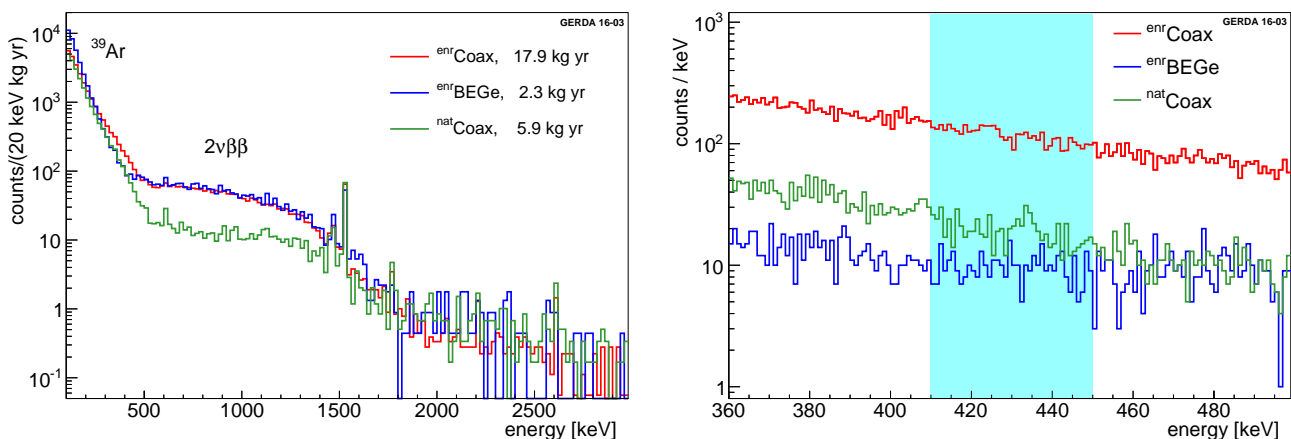 GERDA 16-03
counts/(20 keV kg yr)
10⁴
10³
10²
10
1
10⁻¹
³⁹Ar
2νββ
ᵉⁿʳCoax, 17.9 kg yr
ᵉⁿʳBEGe, 2.3 kg yr
ⁿᵃᵗCoax, 5.9 kg yr
500 1000 1500 2000 2500
energy [keV]
GERDA 16-03
counts / keV
10³
10²
10
1
ᵉⁿʳCoax
ᵉⁿʳBEGe
ⁿᵃᵗCoax
360 380 400 420 440 460 480
energy [keV]